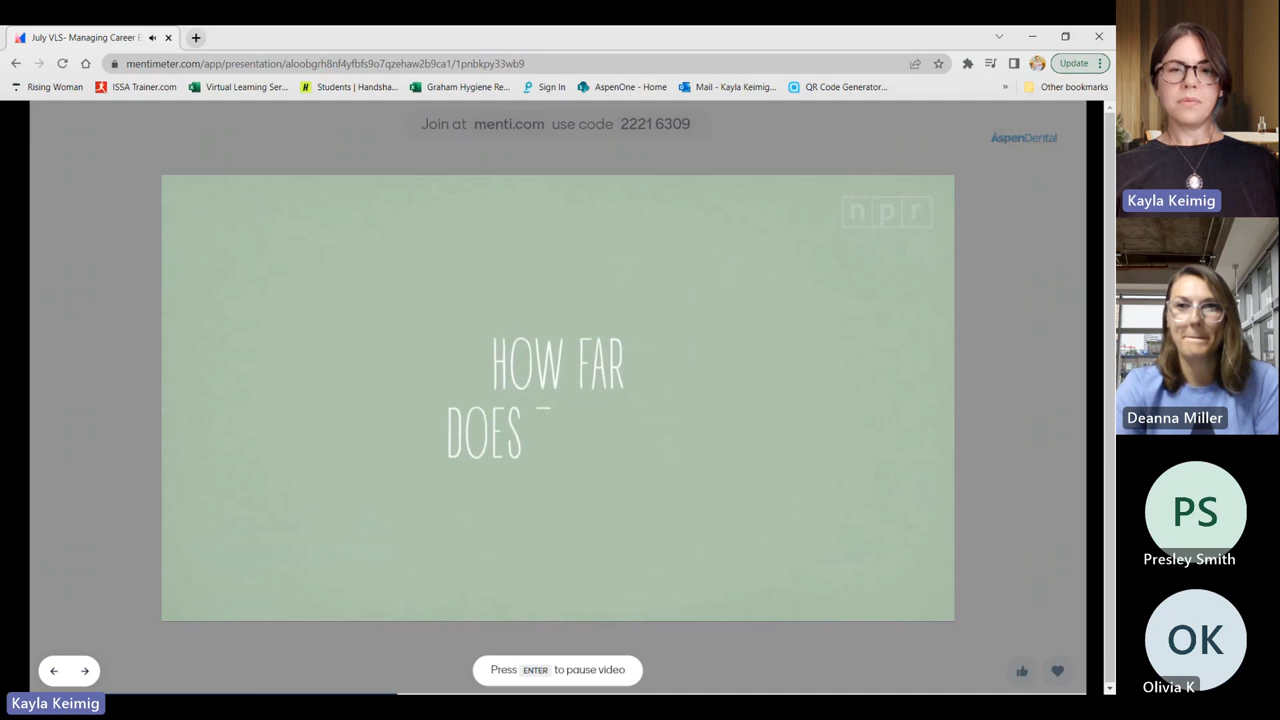 July VLS- Managing Career E
mentimeter.com/app/presentation/aloobgrh8nf4yfbfs9o7qzehaw2b9ca1/1pnbkpy33wb9
Update
Rising Woman
ISSA Trainer.com
Virtual Learning Ser...
Students | Handsha...
Graham Hygiene Re...
Sign In
AspenOne - Home
Mail - Kayla Keimig...
QR Code Generator...
»
Other bookmarks
Join at menti.com use code 2221 6309
AspenDental
npr
HOW FAR
DOES
Press ENTER to pause video
Kayla Keimig
Kayla Keimig
Deanna Miller
PS
Presley Smith
OK
Olivia K